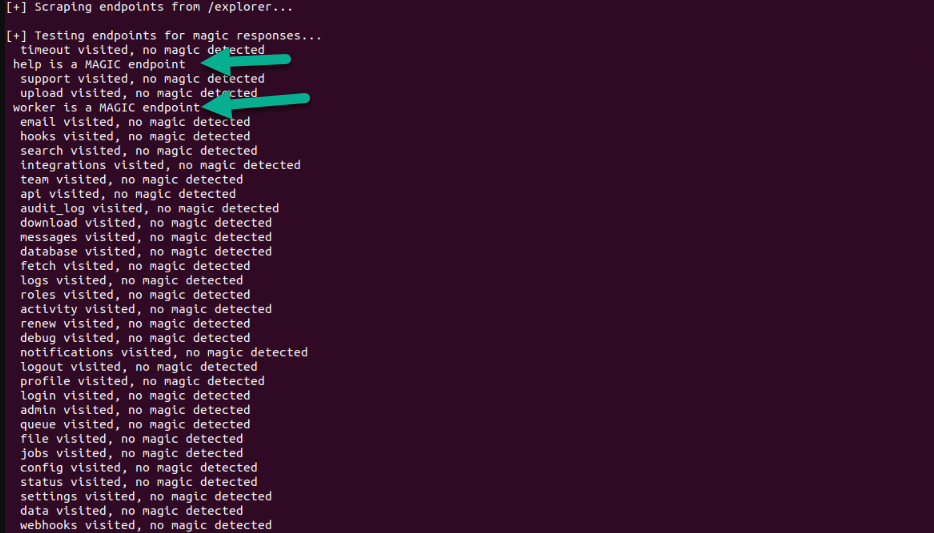 [+] Scraping endpoints from /explorer...
[+] Testing endpoints for magic responses...
timeout visited, no magic detected
help is a MAGIC endpoint
support visited, no magic detected
upload visited, no magic detected
worker is a MAGIC endpoint
email visited, no magic detected
hooks visited, no magic detected
search visited, no magic detected
integrations visited, no magic detected
team visited, no magic detected
api visited, no magic detected
audit_log visited, no magic detected
download visited, no magic detected
messages visited, no magic detected
database visited, no magic detected
fetch visited, no magic detected
logs visited, no magic detected
roles visited, no magic detected
activity visited, no magic detected
renew visited, no magic detected
debug visited, no magic detected
notifications visited, no magic detected
logout visited, no magic detected
profile visited, no magic detected
login visited, no magic detected
admin visited, no magic detected
queue visited, no magic detected
file visited, no magic detected
jobs visited, no magic detected
config visited, no magic detected
status visited, no magic detected
settings visited, no magic detected
data visited, no magic detected
webhooks visited, no magic detected